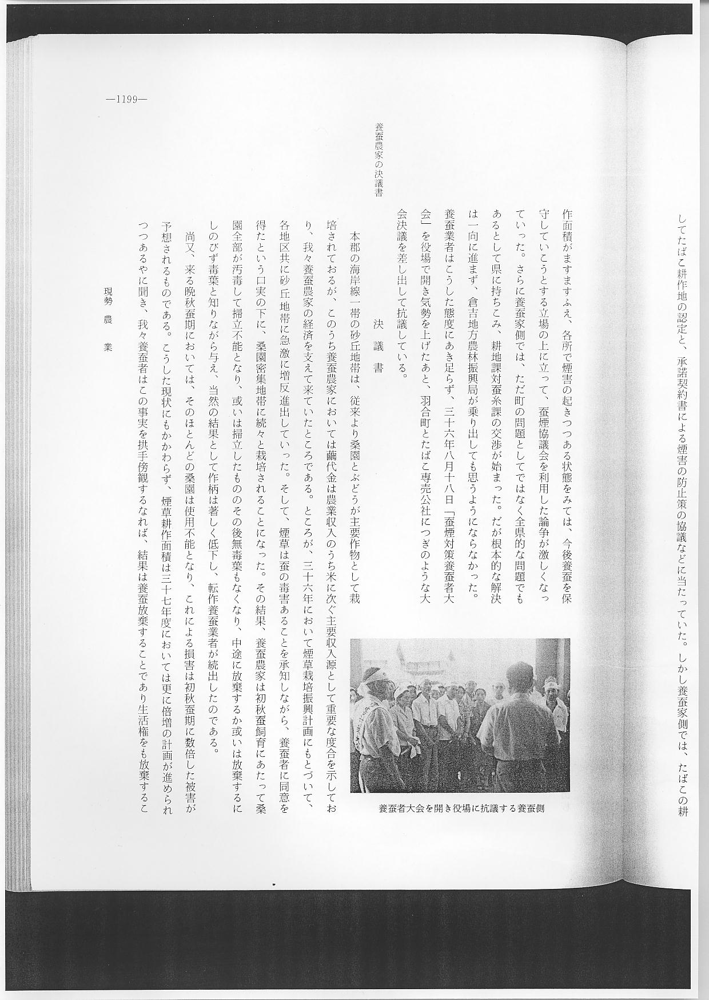 してたばこ耕作地の認定と、承諾契約書による煙害の防止策の協議などに当たっていた。しかし養蚕家側では、たばこの耕
作面積がますますふえ、各所で煙害の起きつつある状態をみては、今後養蚕を保
守していこうとする立場の上に立って、蚕煙協議会を利用した論争が激しくなっ
ていった。さらに養蚕家側では、ただ町の問題としてではなく全県的な問題でも
あるとして県に持ちこみ、耕地課対蚕糸課の交渉が始まった。だが根本的な解決
は一向に進まず、倉吉地方農林振興局が乗り出しても思うようにならなかった。
養蚕業者はこうした態度にあき足らず、三十六年八月十八日「蚕煙対策養蚕者大
会」を役場で開き気勢を上げたあと、羽合町とたばこ専売公社につぎのような大
会決議を差し出して抗議している。
養蚕者大会を開き役場に抗議する養蚕側
養蚕農家の決議書
決議書
本郡の海岸線一帯の砂丘地帯は、従来より桑園とぶどうが主要作物として栽
培されておるが、このうち養蚕農家においては繭代金は農業収入のうち米に次ぐ主要収入源として重要な度合を示してお
り、我々養蚕農家の経済を支えて来ていたところである。ところが、三十六年において煙草栽培振興計画にもとづいて、
各地区共に砂丘地帯に急激に増反進出していった。そして、煙草は蚕の毒害あることを承知しながら、養蚕者に同意を
得たという口実の下に、桑園密集地帯に続々と栽培されることになった。その結果、養蚕農家は初秋蚕飼育にあたって桑
園全部が汚毒して掃立不能となり、或いは掃立したもののその後無毒葉もなくなり、中途に放棄するか或いは放棄するに
しのびず毒葉と知りながら与え、当然の結果として作柄は著しく低下し、転作養蚕業者が続出したのである。
尚又、来る晩秋蚕期においては、そのほとんどの桑園は使用不能となり、これによる損害は初秋蚕期に数倍した被害が
予想されるものである。こうした現状にもかかわらず、煙草耕作面積は三十七年度においては更に倍増の計画が進められ
つつあるやに聞き、我々養蚕者はこの事実を拱手傍観するなれば、結果は養蚕放棄することであり生活権をも放棄するこ
現勢 農業
—1199—